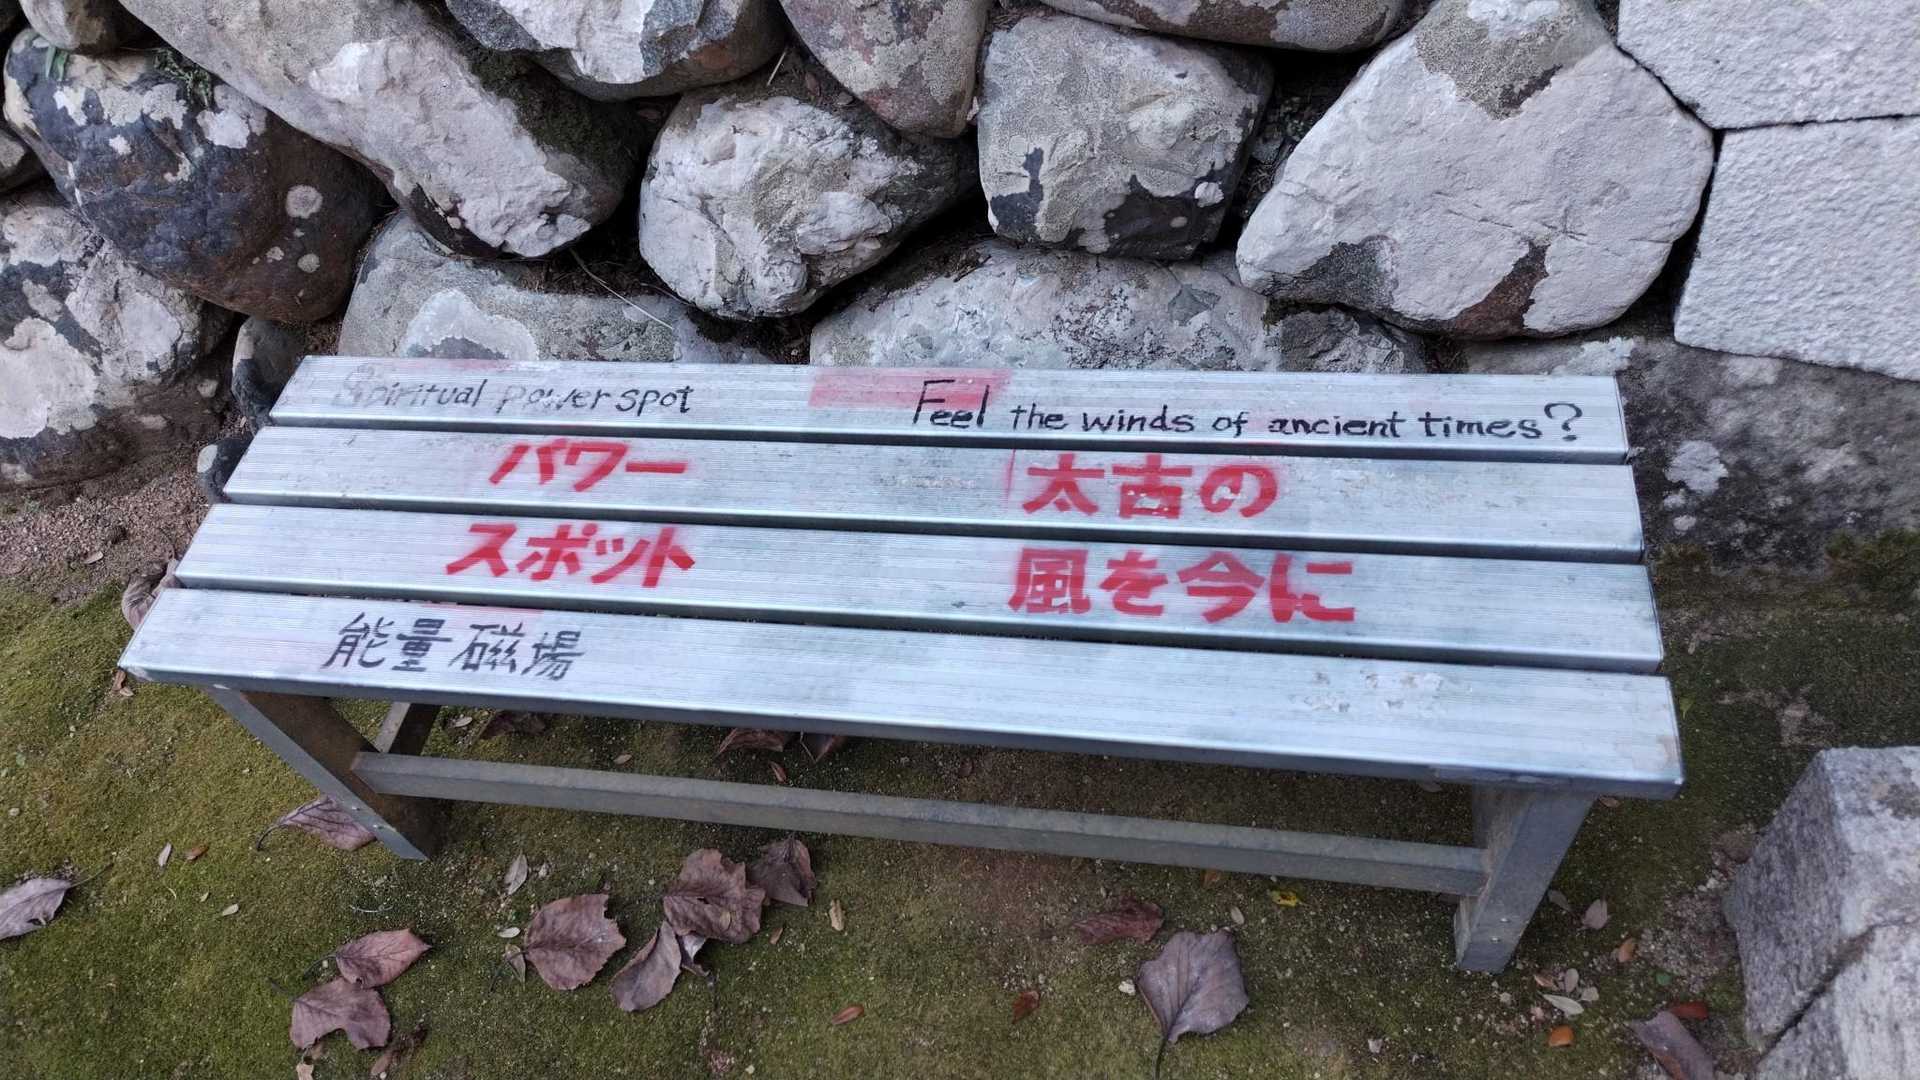 Spiritual power spot
Feel the winds of ancient times?
パワー
スポット
太古の
風を今に
能量磁場